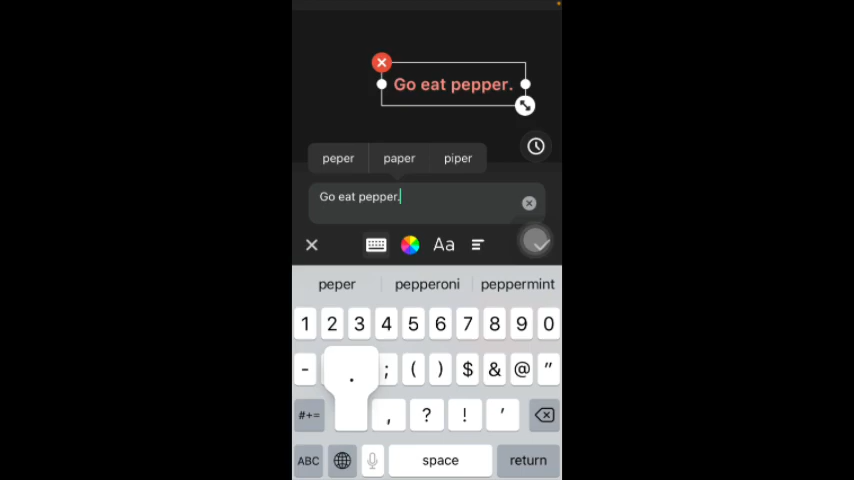 Go eat pepper.
peper paper piper
Go eat pepper.
Aa
peper pepperoni peppermint
1 2 3 4 5 6 7 8 9 0
- ; ( ) $ & @ "
.
#+= , ? ! '
ABC space return